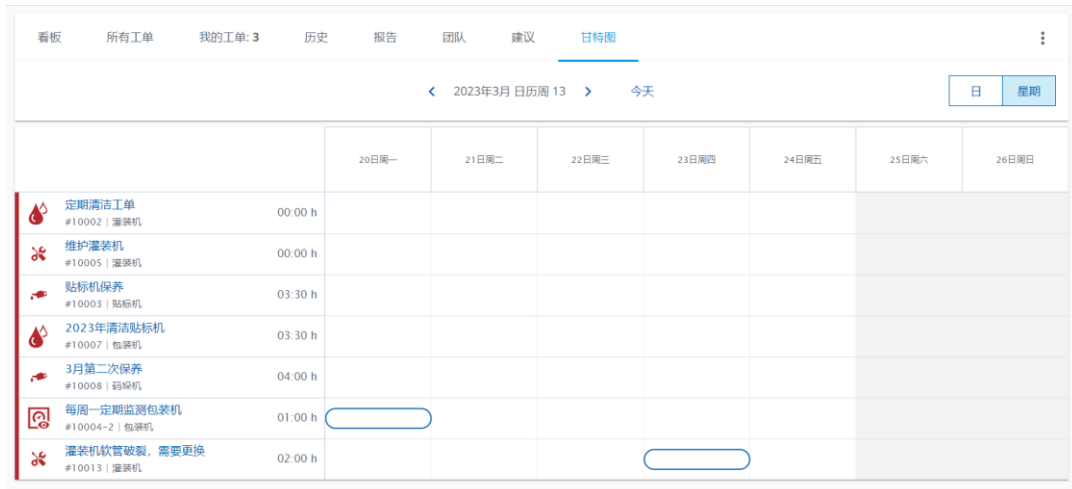 看板 所有工单 我的工单: 3 历史 报告 团队 建议 甘特图
2023年3月 日历周 13 今天 日 星期
20日周一 21日周二 22日周三 23日周四 24日周五 25日周六 26日周日
定期清洁工单 00:00 h
#10002 | 灌装机
维护灌装机 00:00 h
#10005 | 灌装机
贴标机保养 03:30 h
#10003 | 贴标机
2023年清洁贴标机 03:30 h
#10007 | 包装机
3月第二次保养 04:00 h
#10008 | 码垛机
每周一定期监测包装机 01:00 h
#10004-2 | 包装机
灌装机软管破裂，需要更换 02:00 h
#10013 | 灌装机